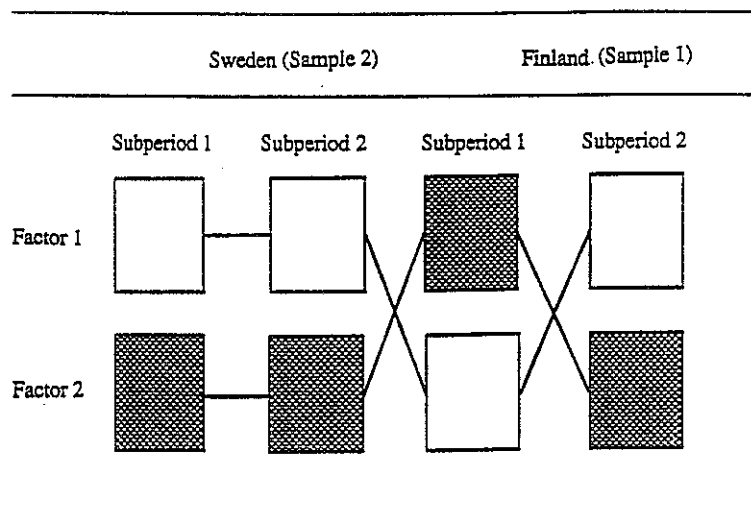 Sweden (Sample 2) Finland. (Sample 1)
Subperiod 1 Subperiod 2 Subperiod 1 Subperiod 2
Factor 1
Factor 2